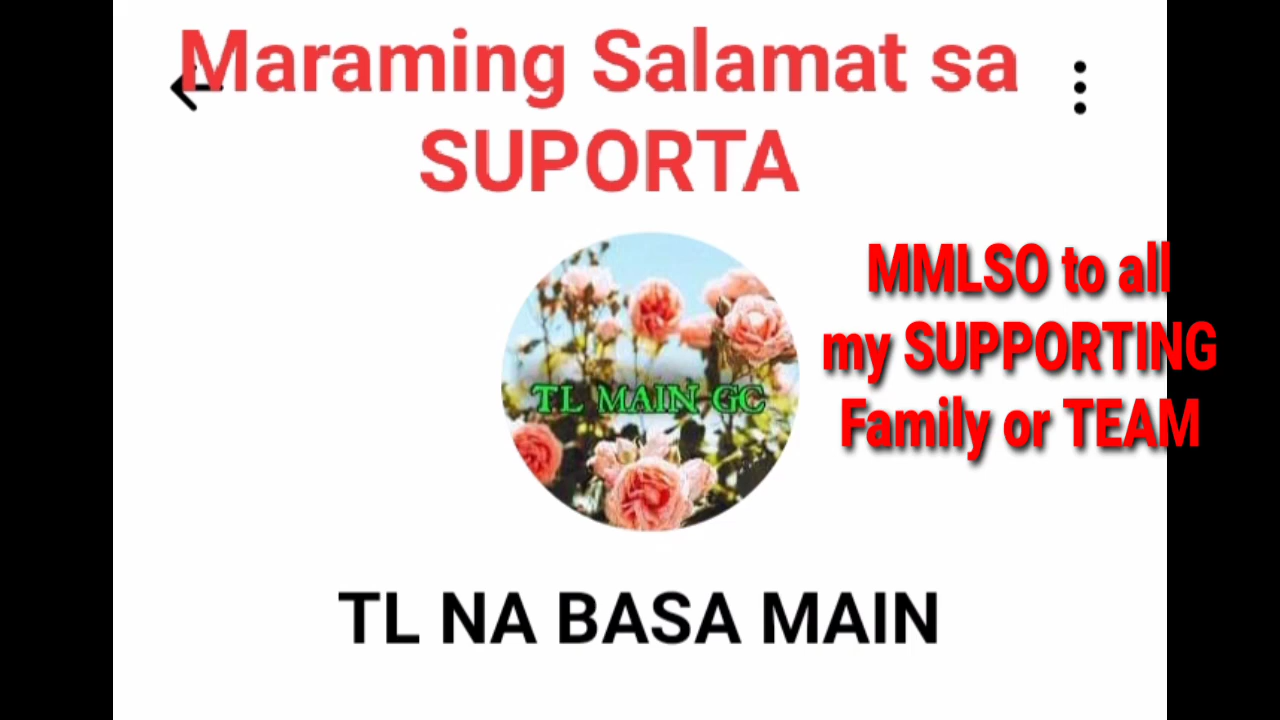 Maraming Salamat sa
SUPORTA
MMLSO to all
my SUPPORTING
Family or TEAM
TL MAIN GC
TL NA BASA MAIN